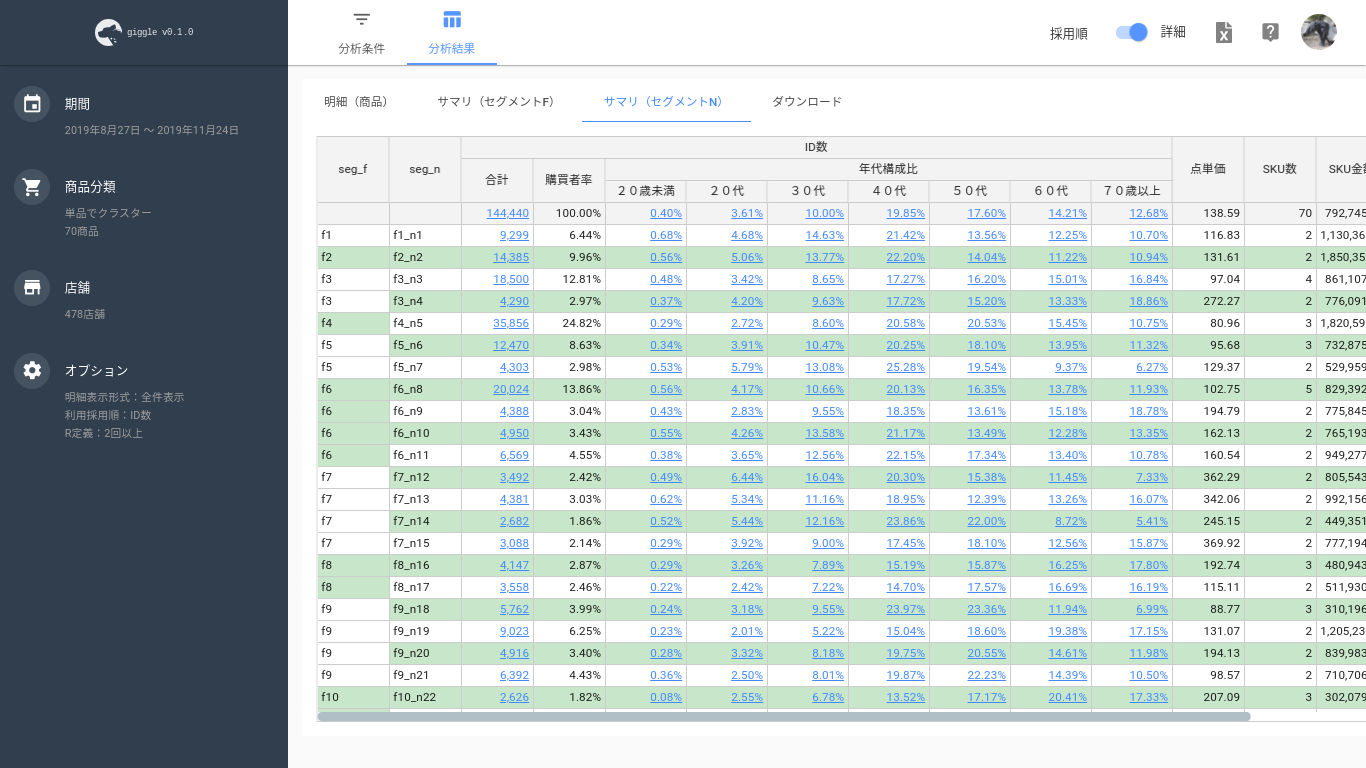 giggle v0.1.0
期間
2019年8月27日 〜 2019年11月24日
商品分類
単品でクラスター
70商品
店舗
478店舗
オプション
明細表示形式：全件表示
利用採用順：ID数
R定義：2回以上
分析条件 分析結果 採用順 詳細
明細（商品） サマリ（セグメントF） サマリ（セグメントN） ダウンロード
ID数
年代構成比
seg_f seg_n 合計 購買者率 点単価 SKU数 SKU金
２０歳未満 ２０代 ３０代 ４０代 ５０代 ６０代 ７０歳以上
144,440 100.00% 0.40% 3.61% 10.00% 19.85% 17.60% 14.21% 12.68% 138.59 70 792,745
f1 f1_n1 9,299 6.44% 0.68% 4.68% 14.63% 21.42% 13.56% 12.25% 10.70% 116.83 2 1,130,36
f2 f2_n2 14,385 9.96% 0.56% 5.06% 13.77% 22.20% 14.04% 11.22% 10.94% 131.61 2 1,850,35
f3 f3_n3 18,500 12.81% 0.48% 3.42% 8.65% 17.27% 16.20% 15.01% 16.84% 97.04 4 861,107
f3 f3_n4 4,290 2.97% 0.37% 4.20% 9.63% 17.72% 15.20% 13.33% 18.86% 272.27 2 776,091
f4 f4_n5 35,856 24.82% 0.29% 2.72% 8.60% 20.58% 20.53% 15.45% 10.75% 80.96 3 1,820,59
f5 f5_n6 12,470 8.63% 0.34% 3.91% 10.47% 20.25% 18.10% 13.95% 11.32% 95.68 3 732,875
f5 f5_n7 4,303 2.98% 0.53% 5.79% 13.08% 25.28% 19.54% 9.37% 6.27% 129.37 2 529,959
f6 f6_n8 20,024 13.86% 0.56% 4.17% 10.66% 20.13% 16.35% 13.78% 11.93% 102.75 5 829,392
f6 f6_n9 4,388 3.04% 0.43% 2.83% 9.55% 18.35% 13.61% 15.18% 18.78% 194.79 2 775,845
f6 f6_n10 4,950 3.43% 0.55% 4.26% 13.58% 21.17% 13.49% 12.28% 13.35% 162.13 2 765,193
f6 f6_n11 6,569 4.55% 0.38% 3.65% 12.56% 22.15% 17.34% 13.40% 10.78% 160.54 2 949,277
f7 f7_n12 3,492 2.42% 0.49% 6.44% 16.04% 20.30% 15.38% 11.45% 7.33% 362.29 2 805,543
f7 f7_n13 4,381 3.03% 0.62% 5.34% 11.16% 18.95% 12.39% 13.26% 16.07% 342.06 2 992,156
f7 f7_n14 2,682 1.86% 0.52% 5.44% 12.16% 23.86% 22.00% 8.72% 5.41% 245.15 2 449,351
f7 f7_n15 3,088 2.14% 0.29% 3.92% 9.00% 17.45% 18.10% 12.56% 15.87% 369.92 2 777,194
f8 f8_n16 4,147 2.87% 0.29% 3.26% 7.89% 15.19% 15.87% 16.25% 17.80% 192.74 3 480,943
f8 f8_n17 3,558 2.46% 0.22% 2.42% 7.22% 14.70% 17.57% 16.69% 16.19% 115.11 2 511,930
f9 f9_n18 5,762 3.99% 0.24% 3.18% 9.55% 23.97% 23.36% 11.94% 6.99% 88.77 3 310,196
f9 f9_n19 9,023 6.25% 0.23% 2.01% 5.22% 15.04% 18.60% 19.38% 17.15% 131.07 2 1,205,23
f9 f9_n20 4,916 3.40% 0.28% 3.32% 8.18% 19.75% 20.55% 14.61% 11.98% 194.13 2 839,983
f9 f9_n21 6,392 4.43% 0.36% 2.50% 8.01% 19.87% 22.23% 14.39% 10.50% 98.57 2 710,706
f10 f10_n22 2,626 1.82% 0.08% 2.55% 6.78% 13.52% 17.17% 20.41% 17.33% 207.09 3 302,079